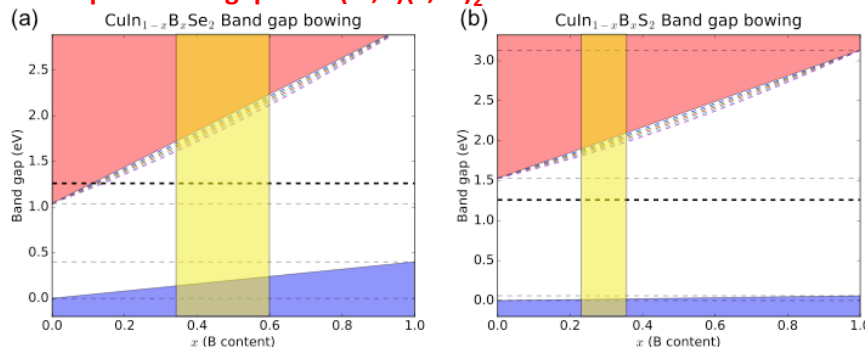 (a) CuIn₁₋ₓBₓSe₂ Band gap bowing
Band gap (eV)
2.5
2.0
1.5
1.0
0.5
0.0
0.0 0.2 0.4 0.6 0.8 1.0
x (B content)
(b) CuIn₁₋ₓBₓS₂ Band gap bowing
Band gap (eV)
3.0
2.5
2.0
1.5
1.0
0.5
0.0
0.0 0.2 0.4 0.6 0.8 1.0
x (B content)